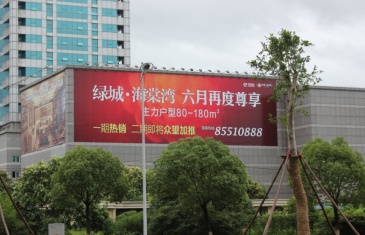 绿城·海棠湾 六月再度尊享
主力户型80-180m²
一期热销 二期即将众望加推
85510888